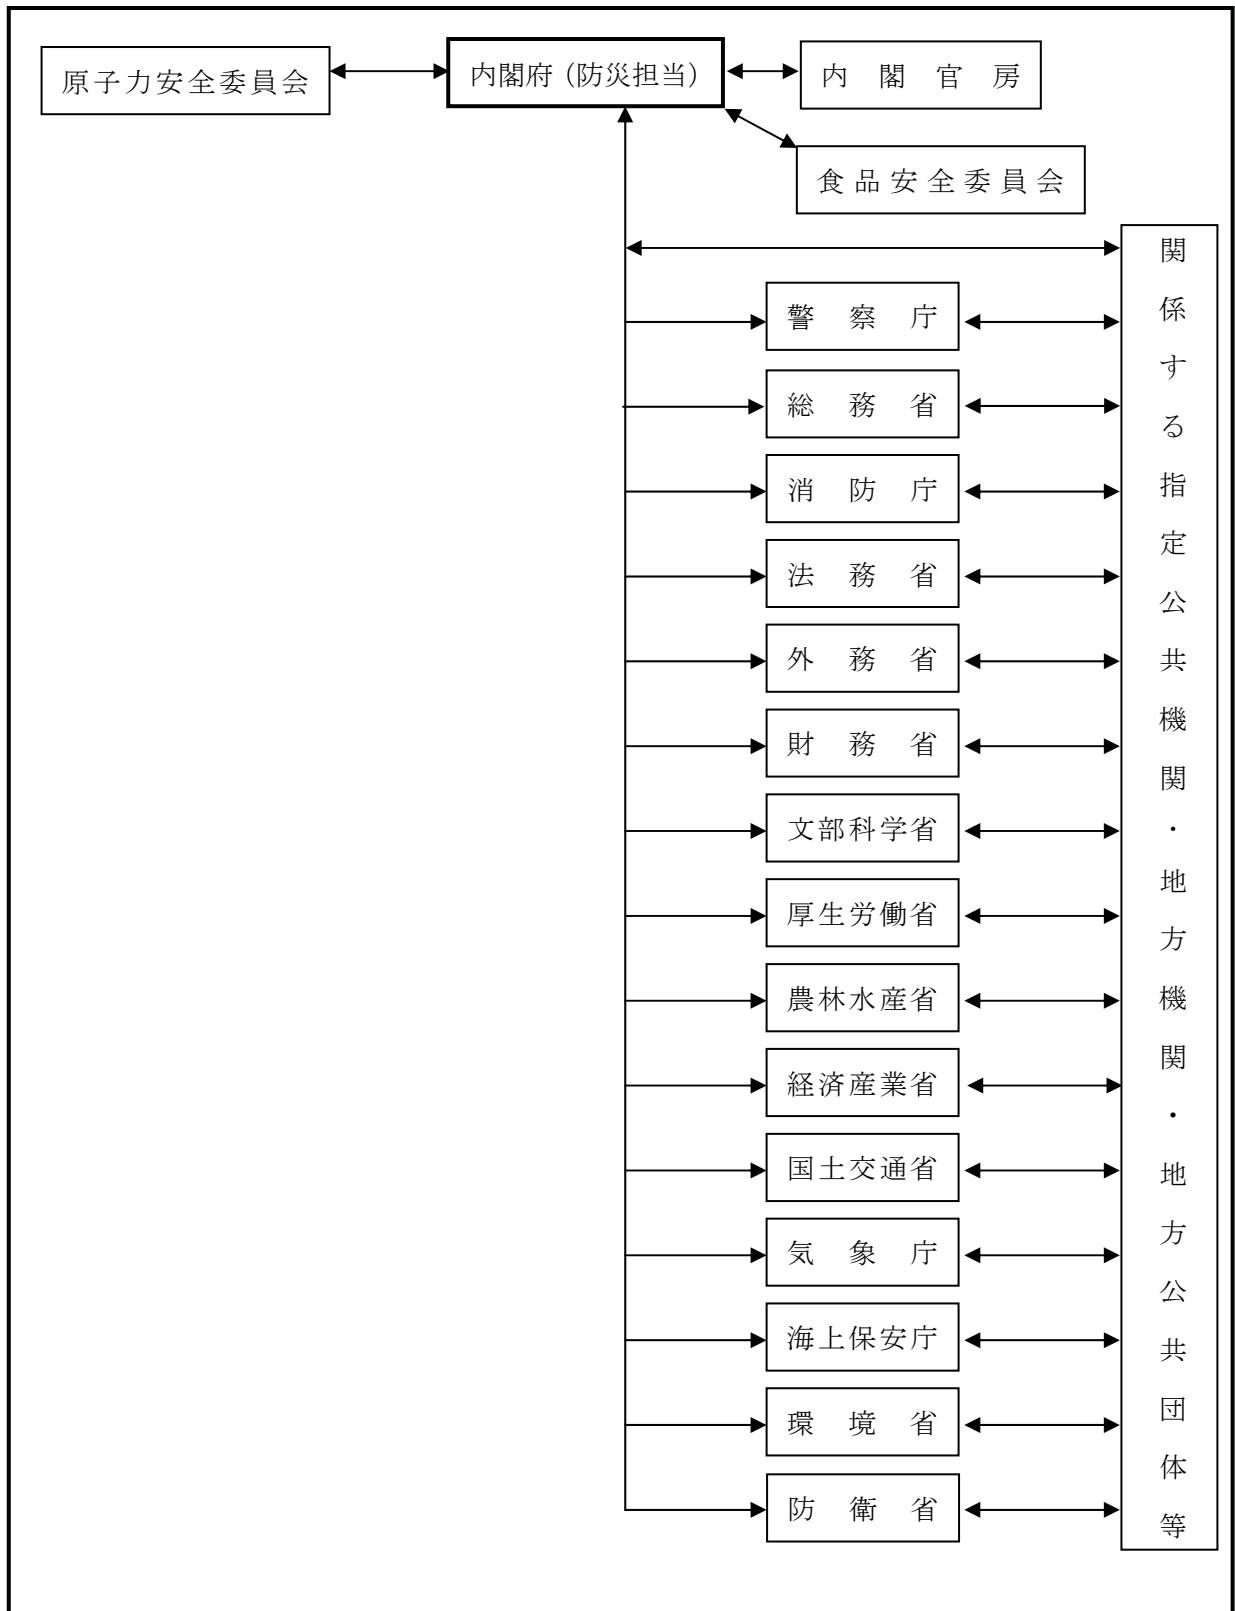 原子力安全委員会
内閣府（防災担当）
内閣官房
食品安全委員会
警察庁
総務省
消防庁
法務省
外務省
財務省
文部科学省
厚生労働省
農林水産省
経済産業省
国土交通省
気象庁
海上保安庁
環境省
防衛省
関係する指定公共機関・地方機関・地方公共団体等